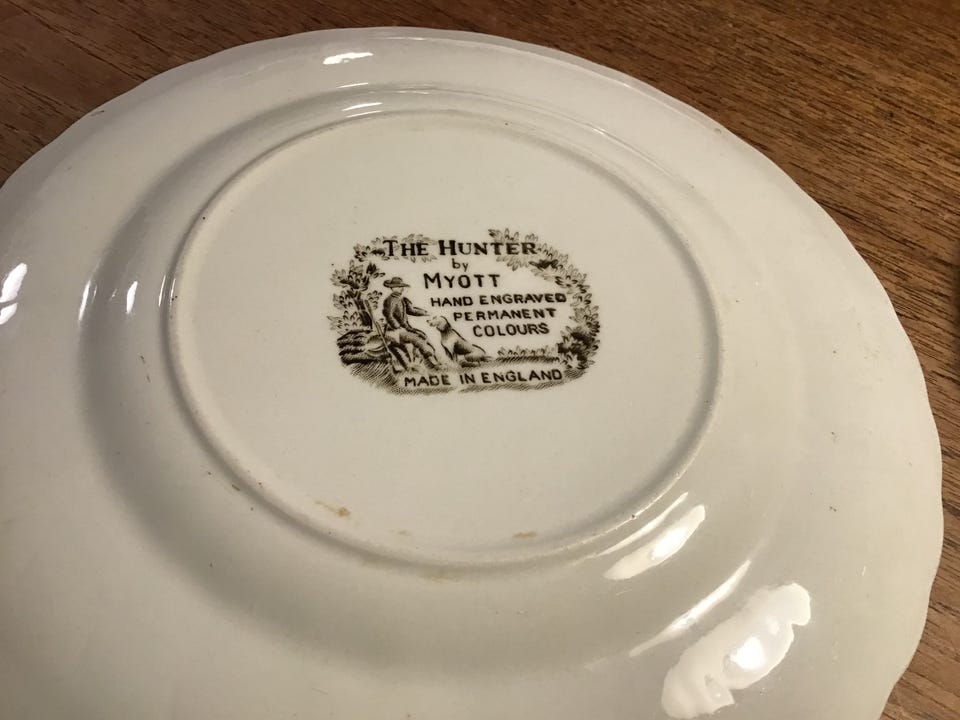 THE HUNTER
by
MYOTT
HAND ENGRAVED
PERMANENT
COLOURS
MADE IN ENGLAND